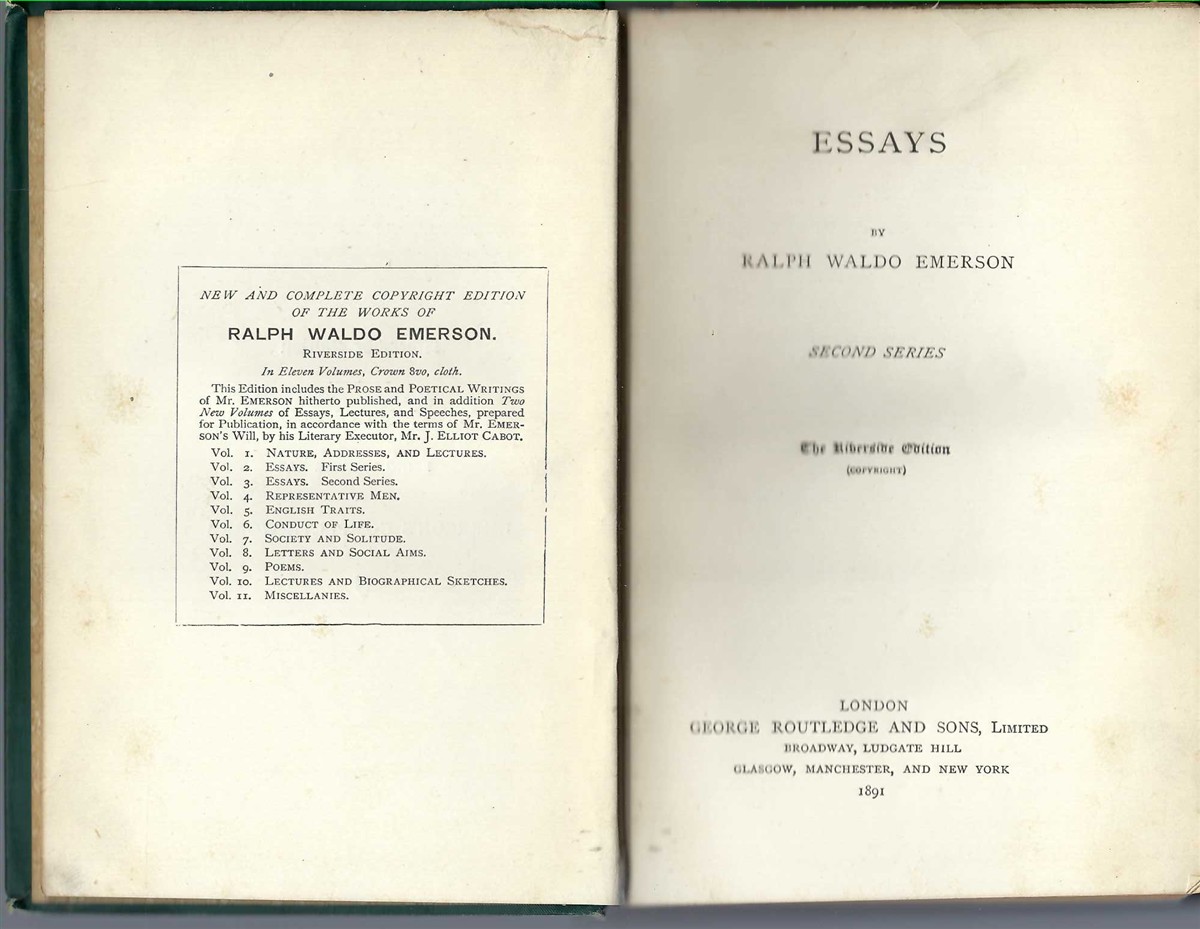 NEW AND COMPLETE COPYRIGHT EDITION
OF THE WORKS OF
RALPH WALDO EMERSON.
RIVERSIDE EDITION.
In Eleven Volumes, Crown 8vo, cloth.
This Edition includes the PROSE and POETICAL WRITINGS
of Mr. EMERSON hitherto published, and in addition Two
New Volumes of Essays, Lectures, and Speeches, prepared
for Publication, in accordance with the terms of Mr. EMER-
SON'S Will, by his Literary Executor, Mr. J. ELLIOT CABOT.
Vol. 1. NATURE, ADDRESSES, AND LECTURES.
Vol. 2. ESSAYS. First Series.
Vol. 3. ESSAYS. Second Series.
Vol. 4. REPRESENTATIVE MEN.
Vol. 5. ENGLISH TRAITS.
Vol. 6. CONDUCT OF LIFE.
Vol. 7. SOCIETY AND SOLITUDE.
Vol. 8. LETTERS AND SOCIAL AIMS.
Vol. 9. POEMS.
Vol. 10. LECTURES AND BIOGRAPHICAL SKETCHES.
Vol. 11. MISCELLANIES.
ESSAYS
BY
RALPH WALDO EMERSON
SECOND SERIES
The Riverside Edition
(COPYRIGHT)
LONDON
GEORGE ROUTLEDGE AND SONS, LIMITED
BROADWAY, LUDGATE HILL
GLASGOW, MANCHESTER, AND NEW YORK
1891